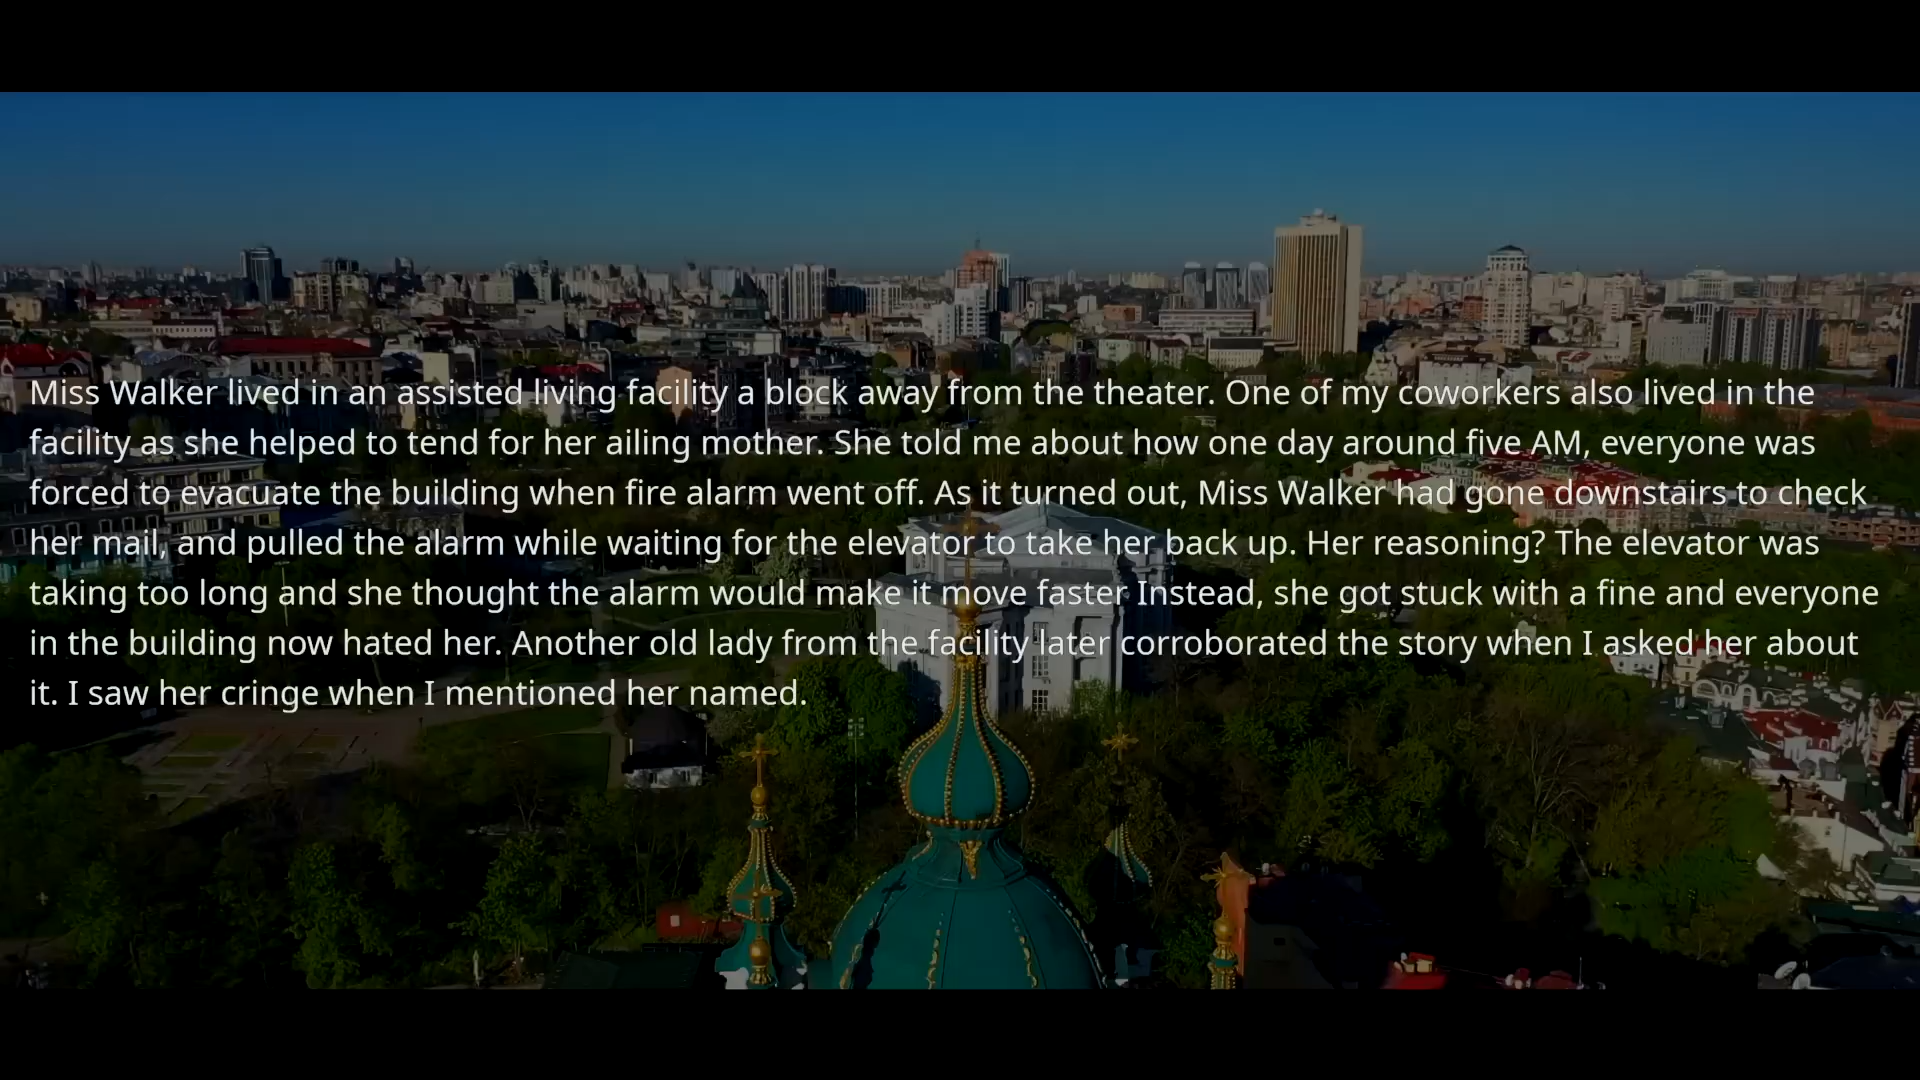 Miss Walker lived in an assisted living facility a block away from the theater. One of my coworkers also lived in the
facility as she helped to tend for her ailing mother. She told me about how one day around five AM, everyone was
forced to evacuate the building when fire alarm went off. As it turned out, Miss Walker had gone downstairs to check
her mail, and pulled the alarm while waiting for the elevator to take her back up. Her reasoning? The elevator was
taking too long and she thought the alarm would make it move faster Instead, she got stuck with a fine and everyone
in the building now hated her. Another old lady from the facility later corroborated the story when I asked her about
it. I saw her cringe when I mentioned her named.